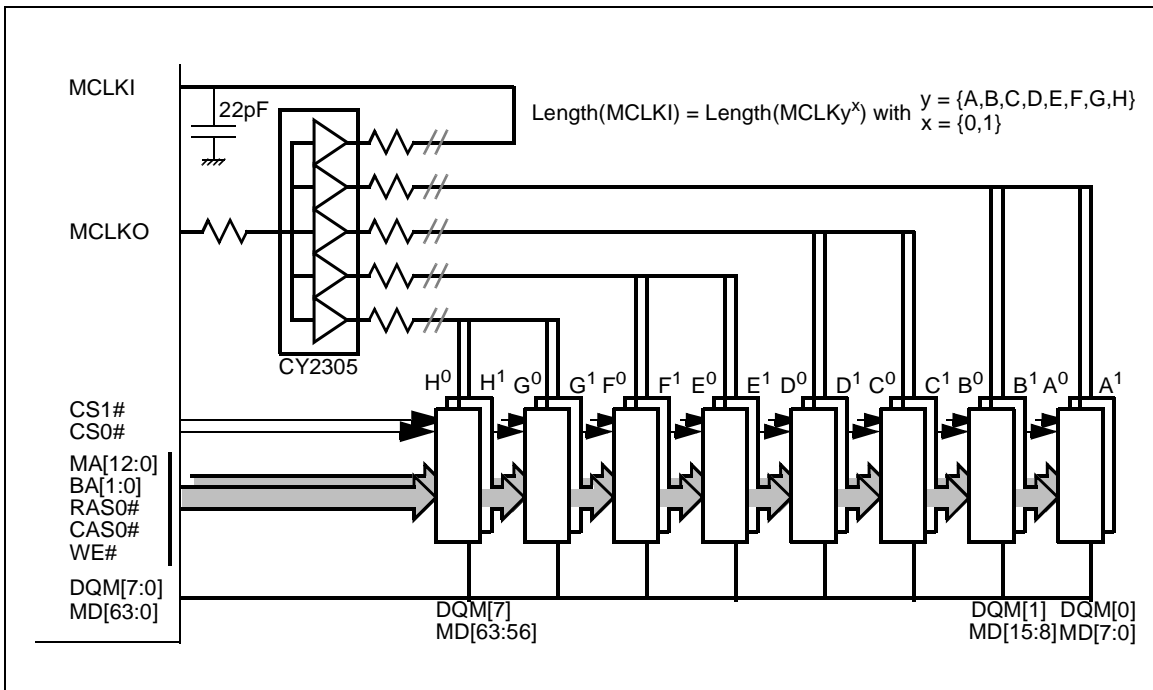 MCLKI
22pF
Length(MCLKI) = Length(MCLKy^x) with y = {A,B,C,D,E,F,G,H}
x = {0,1}
MCLKO
CY2305
H^0 H^1 G^0 G^1 F^0 F^1 E^0 E^1 D^0 D^1 C^0 C^1 B^0 B^1 A^0 A^1
CS1#
CS0#
MA[12:0]
BA[1:0]
RAS0#
CAS0#
WE#
DQM[7:0]
MD[63:0]
DQM[7] DQM[1] DQM[0]
MD[63:56] MD[15:8] MD[7:0]